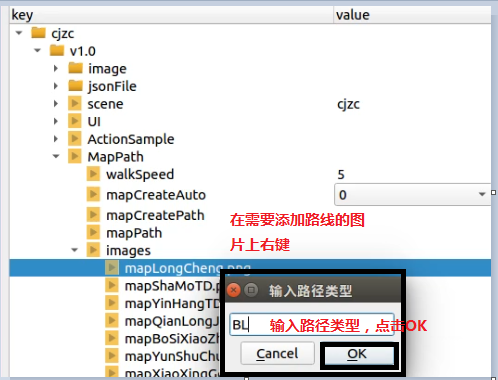 key value
cjzc
v1.0
image
jsonFile
scene cjzc
UI
ActionSample
MapPath
walkSpeed 5
mapCreateAuto 0
mapCreatePath
mapPath
在需要添加路线的图
片上右键
images
mapLongCheng.png
mapShaMoTD.p
mapYinHangTD
mapQianLongJ
mapBoSiXiaoZh
mapYunShuChu
mapXiaoXingGo
输入路径类型
BL
输入路径类型，点击OK
Cancel OK